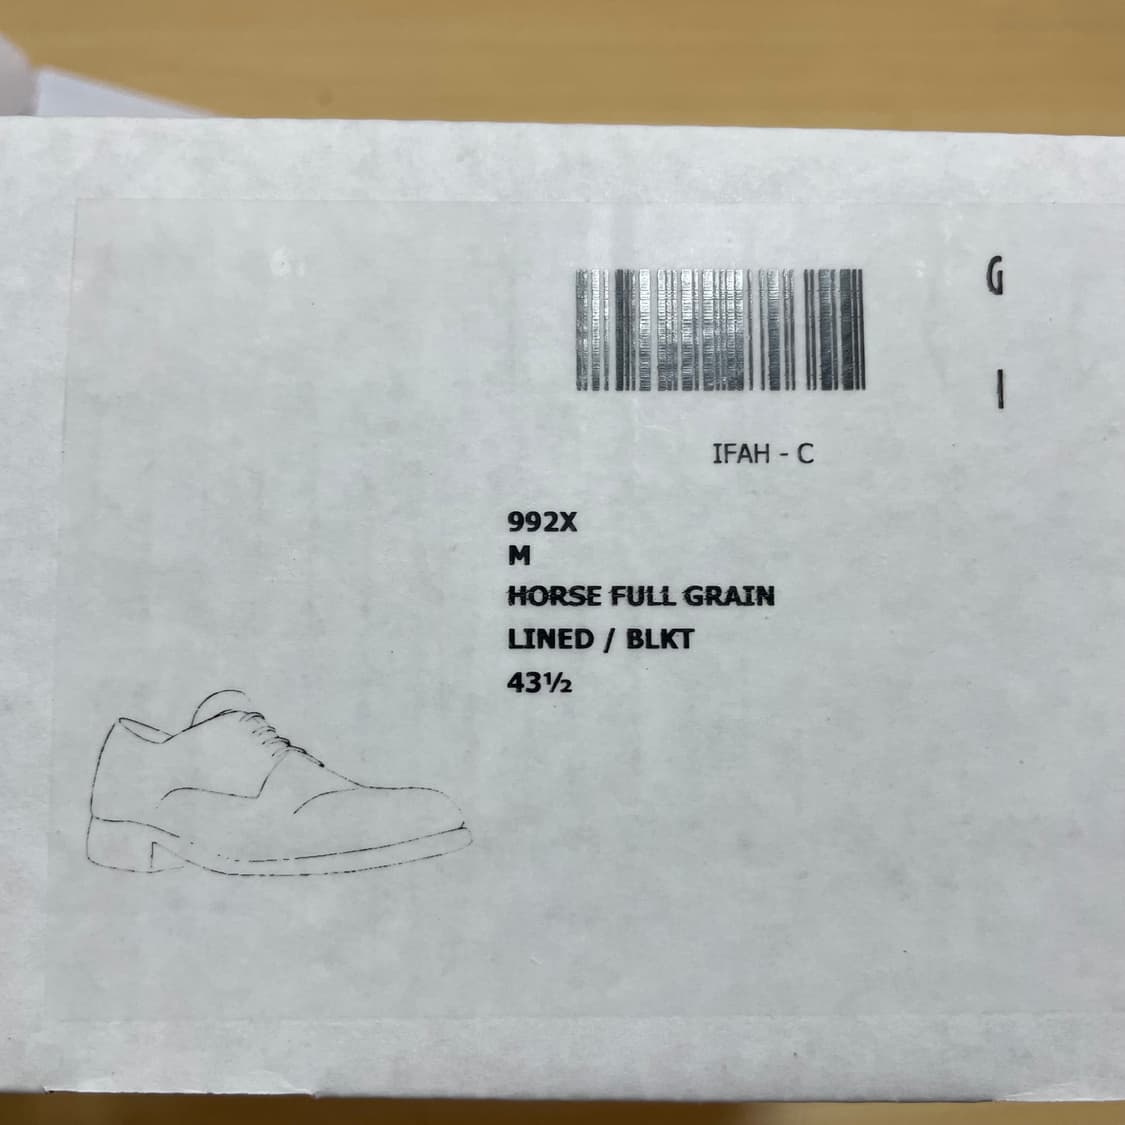 G
I
IFAH - C
992X
M
HORSE FULL GRAIN
LINED / BLKT
43½